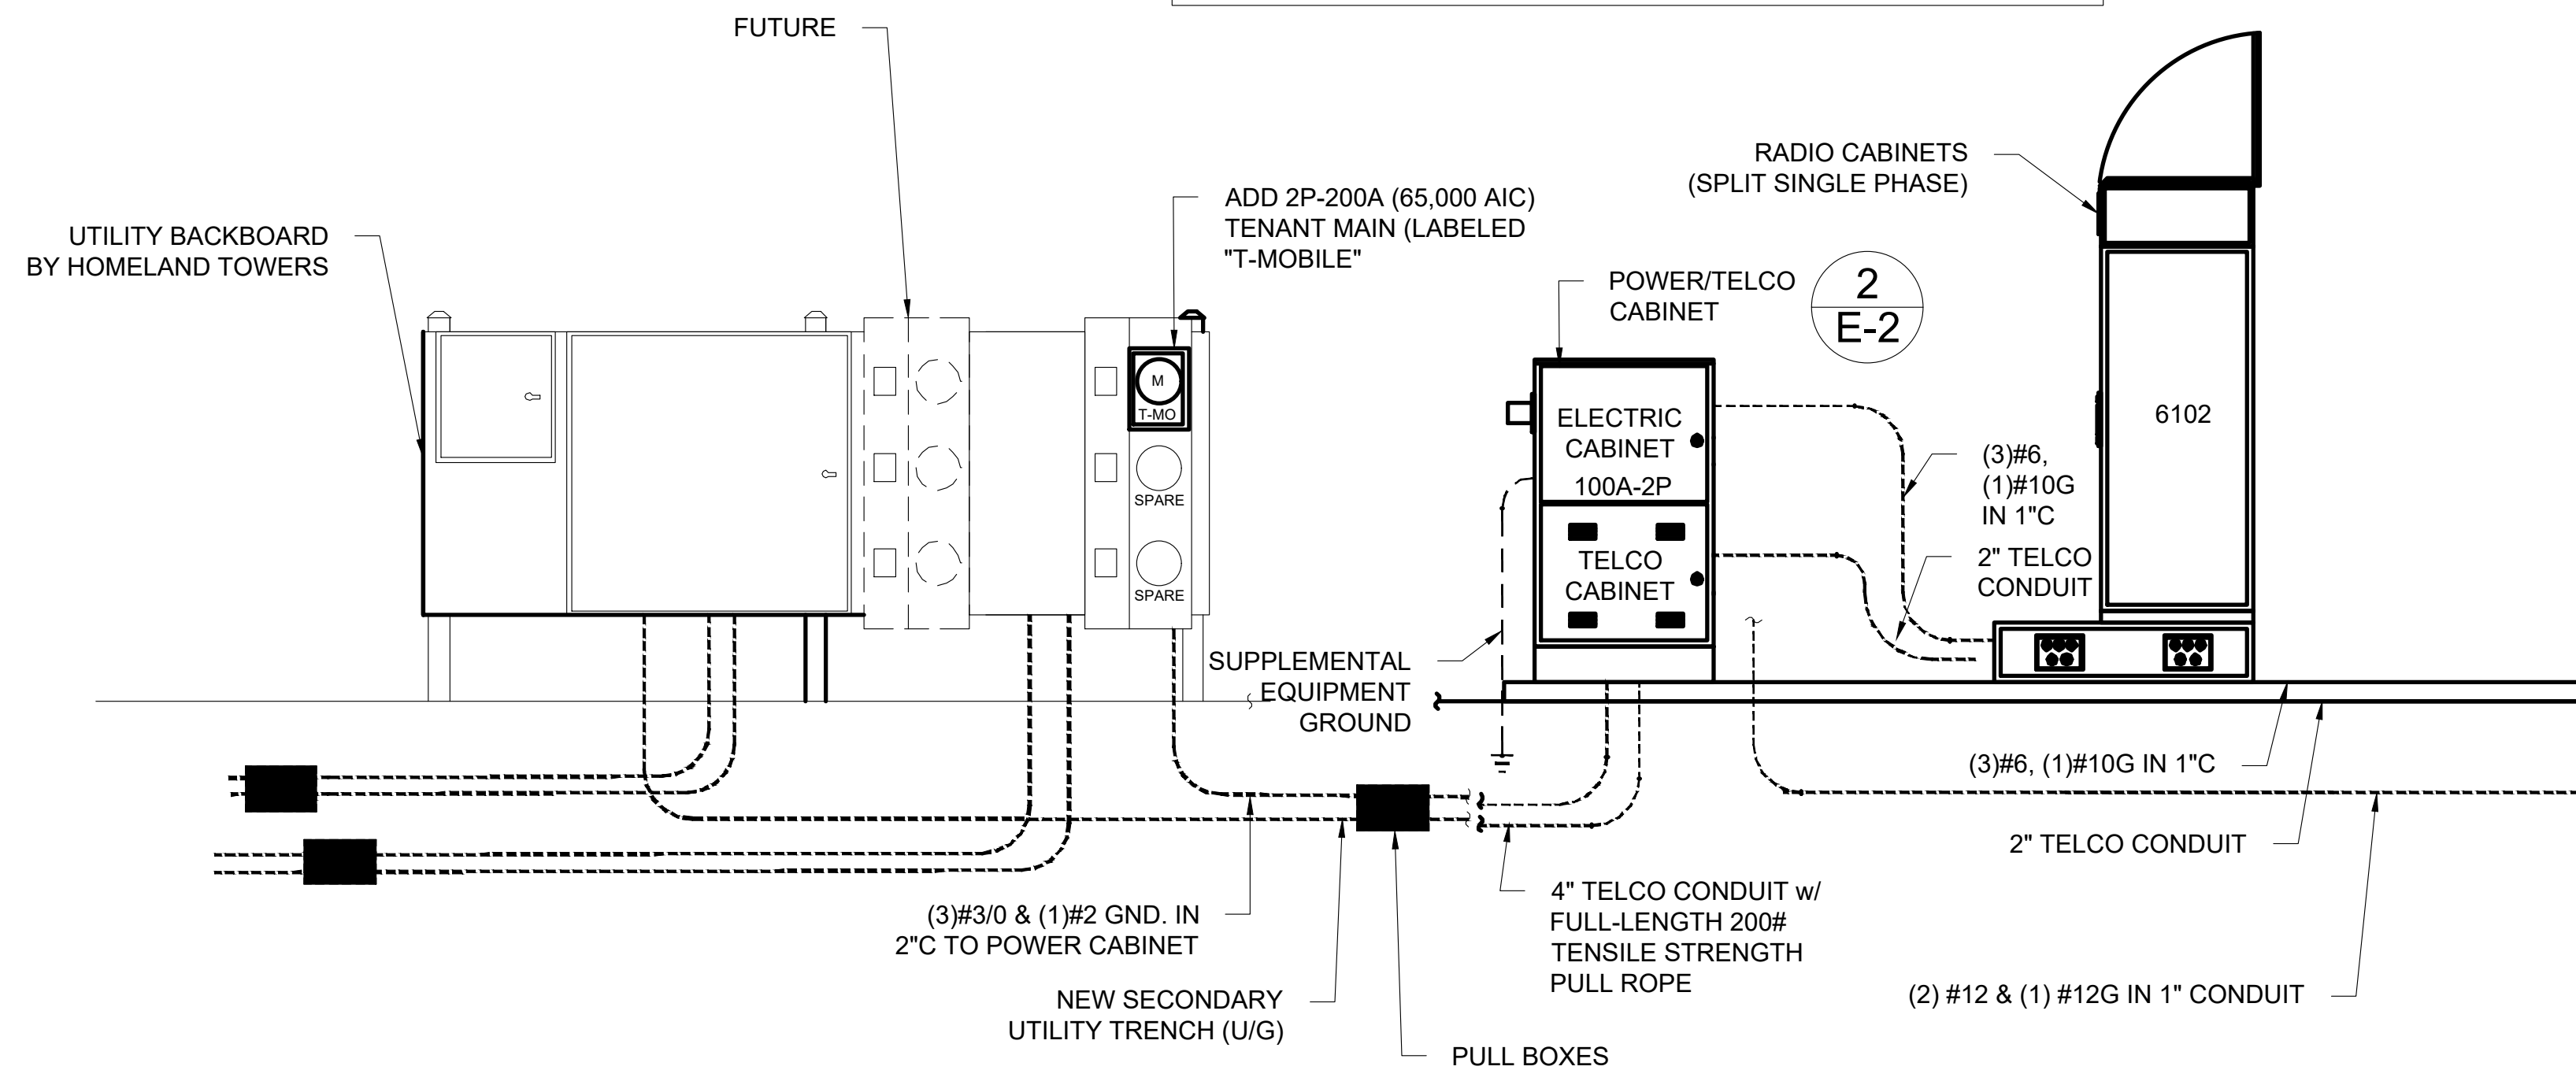 FUTURE
UTILITY BACKBOARD
BY HOMELAND TOWERS
ADD 2P-200A (65,000 AIC)
TENANT MAIN (LABELED
"T-MOBILE"
RADIO CABINETS
(SPLIT SINGLE PHASE)
POWER/TELCO
CABINET
2
E-2
M
T-MO
SPARE
SPARE
ELECTRIC
CABINET
100A-2P
TELCO
CABINET
6102
(3)#6,
(1)#10G
IN 1"C
2" TELCO
CONDUIT
SUPPLEMENTAL
EQUIPMENT
GROUND
(3)#6, (1)#10G IN 1"C
2" TELCO CONDUIT
(3)#3/0 & (1)#2 GND. IN
2"C TO POWER CABINET
4" TELCO CONDUIT w/
FULL-LENGTH 200#
TENSILE STRENGTH
PULL ROPE
NEW SECONDARY
UTILITY TRENCH (U/G)
(2) #12 & (1) #12G IN 1" CONDUIT
PULL BOXES